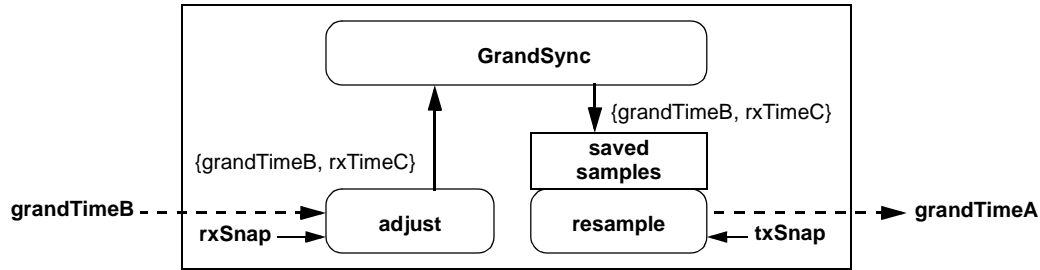 GrandSync
{grandTimeB, rxTimeC}
saved
samples
{grandTimeB, rxTimeC}
grandTimeB
adjust
resample
grandTimeA
rxSnap
txSnap